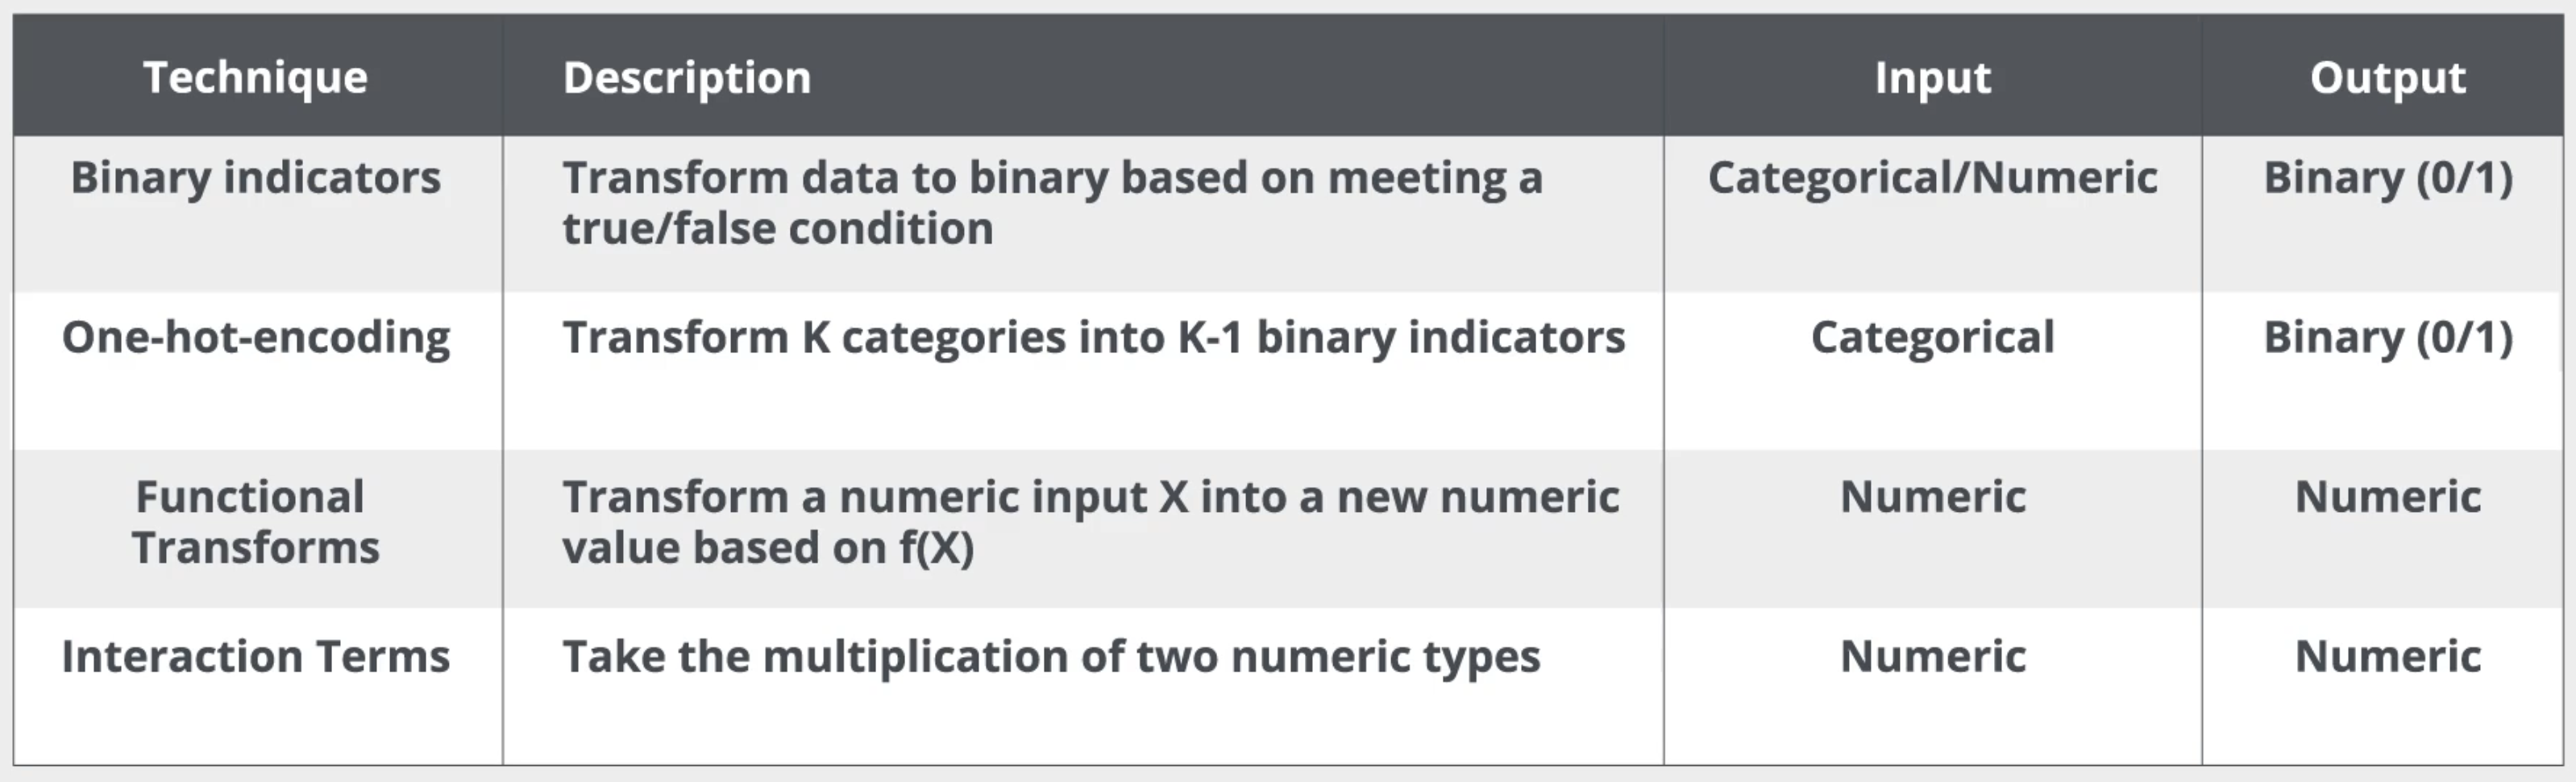 Technique Description Input Output
Binary indicators Transform data to binary based on meeting a Categorical/Numeric Binary (0/1)
true/false condition
One-hot-encoding Transform K categories into K-1 binary indicators Categorical Binary (0/1)
Functional Transform a numeric input X into a new numeric Numeric Numeric
Transforms value based on f(X)
Interaction Terms Take the multiplication of two numeric types Numeric Numeric